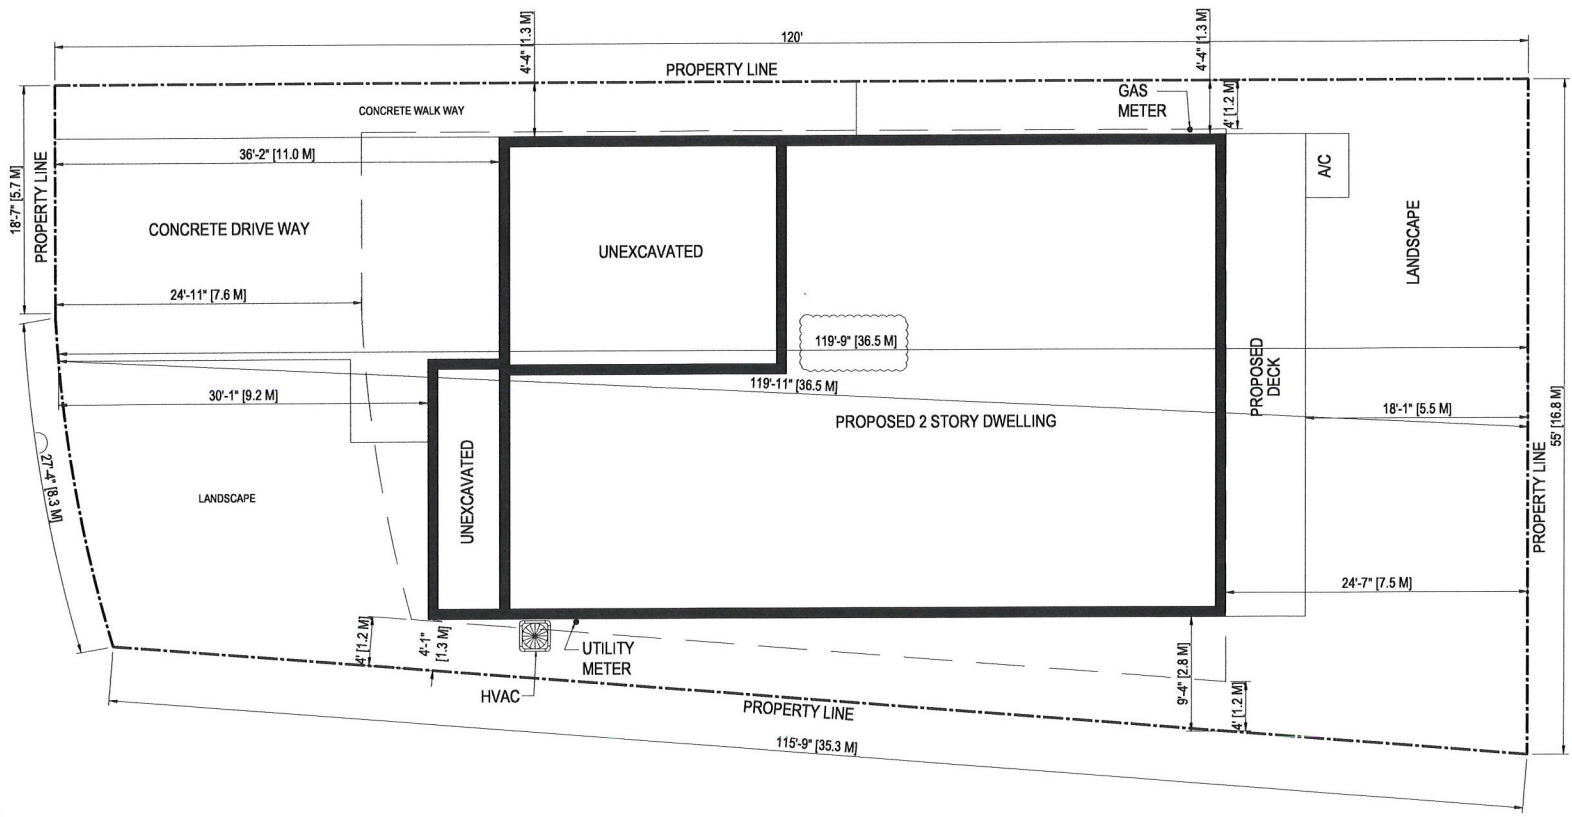 4'-4" [1.3 M]
4'-4" [1.3 M]
120'
PROPERTY LINE
GAS
METER
4' [1.2 M]
CONCRETE WALK WAY
36'-2" [11.0 M]
A/C
18'-7" [5.7 M]
PROPERTY LINE
CONCRETE DRIVE WAY
UNEXCAVATED
LANDSCAPE
24'-11" [7.6 M]
119'-9" [36.5 M]
PROPOSED
DECK
119'-11" [36.5 M]
30'-1" [9.2 M]
18'-1" [5.5 M]
55' [16.8 M]
PROPOSED 2 STORY DWELLING
27'-4" [8.3 M]
LANDSCAPE
UNEXCAVATED
PROPERTY LINE
24'-7" [7.5 M]
4' [1.2 M]
4'-1"
[1.3 M]
UTILITY
METER
HVAC
9'-4" [2.8 M]
4' [1.2 M]
PROPERTY LINE
115'-9" [35.3 M]